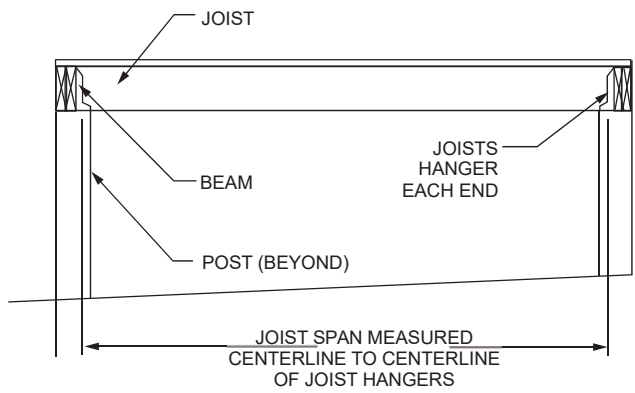 JOIST
JOISTS
HANGER
EACH END
BEAM
POST (BEYOND)
JOIST SPAN MEASURED
CENTERLINE TO CENTERLINE
OF JOIST HANGERS